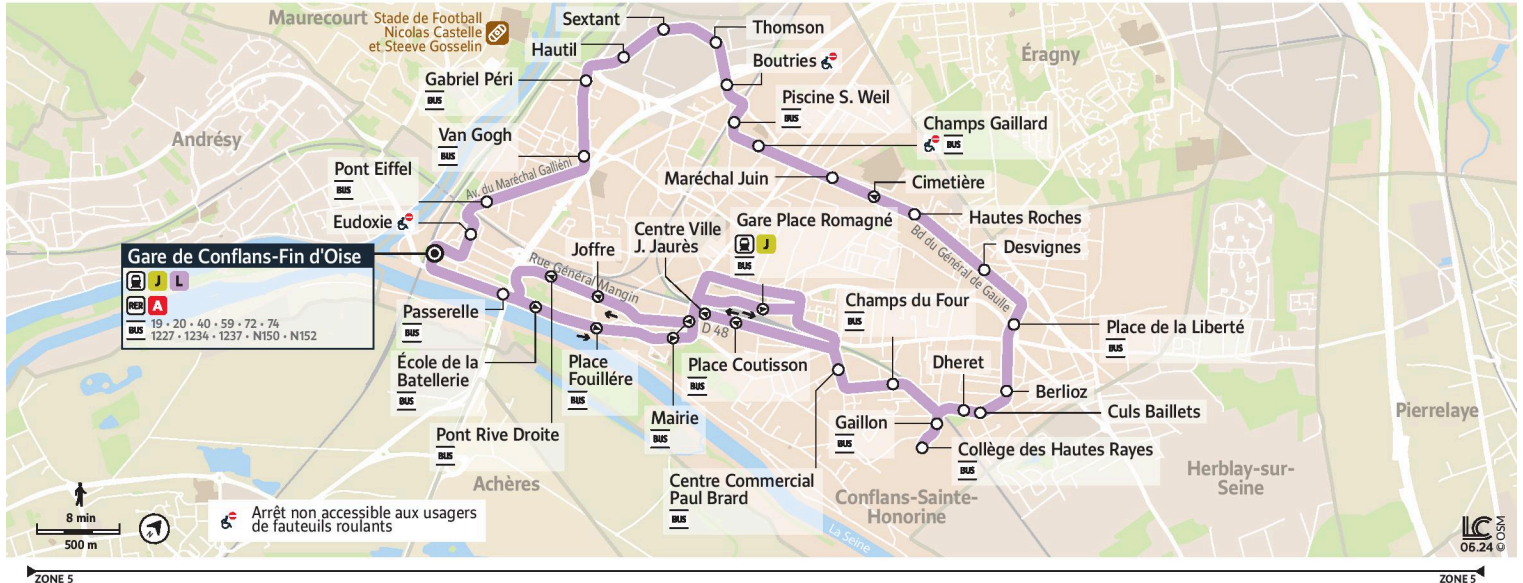 Maurecourt
Stade de Football
Nicolas Castelle
et Steeve Gosselin
Sextant
Thomson
Hautil
Boutries
Éragny
Gabriel Péri
BUS
Piscine S. Weil
BUS
Andrésy
Van Gogh
BUS
Champs Gaillard
BUS
Pont Eiffel
BUS
Av. du Maréchal Galliéni
Maréchal Juin
Cimetière
Eudoxie
Centre Ville
J. Jaurès
Gare Place Romagné
J
BUS
Hautes Roches
Gare de Conflans-Fin d'Oise
J L
RER A
BUS 19 • 20 • 40 • 59 • 72 • 74
1227 • 1234 • 1237 • N150 • N152
Joffre
Rue Général Mangin
Desvignes
Bd du Général de Gaulle
Passerelle
BUS
Champs du Four
BUS
D 48
Place de la Liberté
BUS
École de la
Batellerie
BUS
Place
Fouillére
BUS
Place Coutisson
BUS
Dheret
Berlioz
Mairie
BUS
Gaillon
BUS
Culs Baillets
Pierrelaye
Pont Rive Droite
BUS
Collège des Hautes Rayes
BUS
Centre Commercial
Paul Brard
BUS
Achères
Conflans-Sainte-
Honorine
Herblay-sur-
Seine
La Seine
8 min
500 m
Arrêt non accessible aux usagers
de fauteuils roulants
LC
06.24 © OSM
ZONE 5
ZONE 5